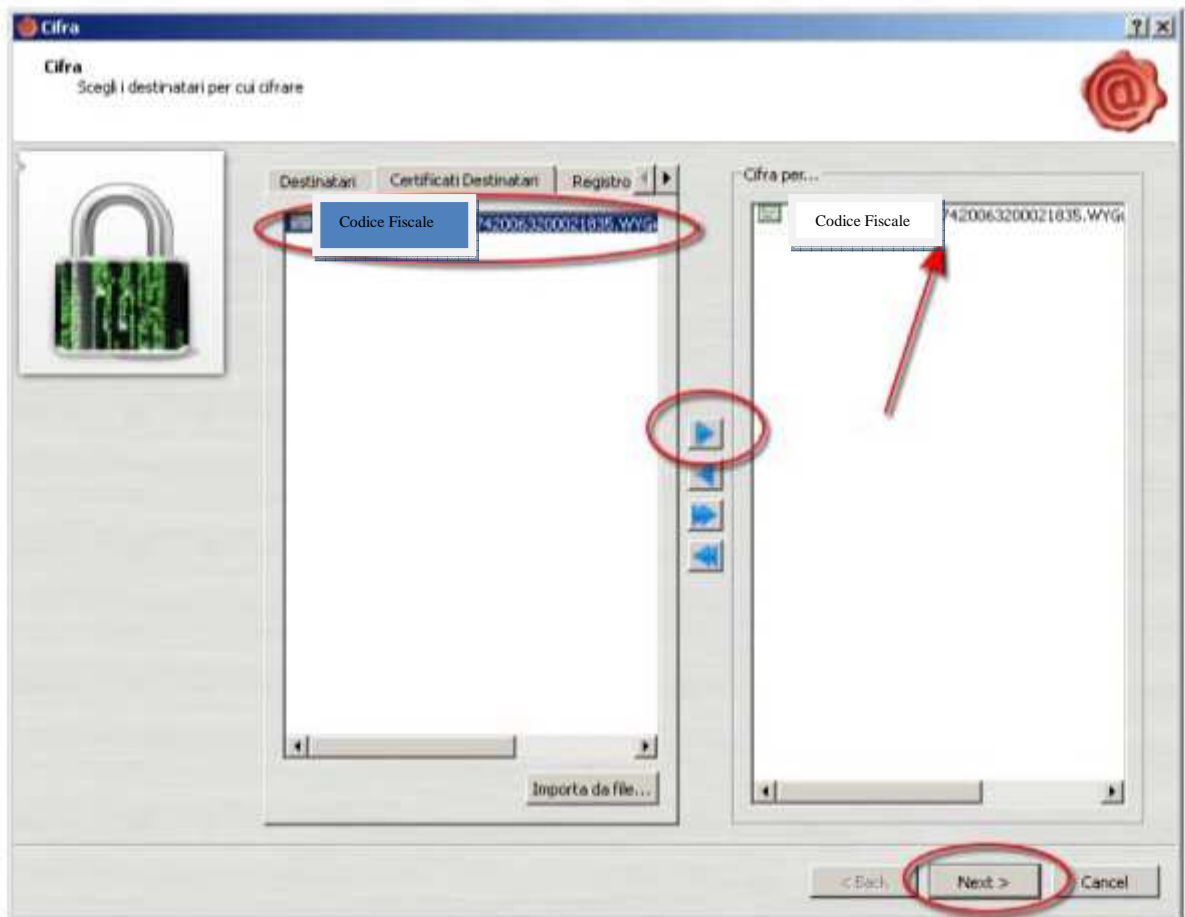 Cifra
Cifra
Scegli i destinatari per cui cifrare
Destinatari Certificati Destinatari Registro
Codice Fiscale 7420063200021835.WYG
Importa da file...
Cifra per...
Codice Fiscale 7420063200021835.WYG
< Back Next > Cancel